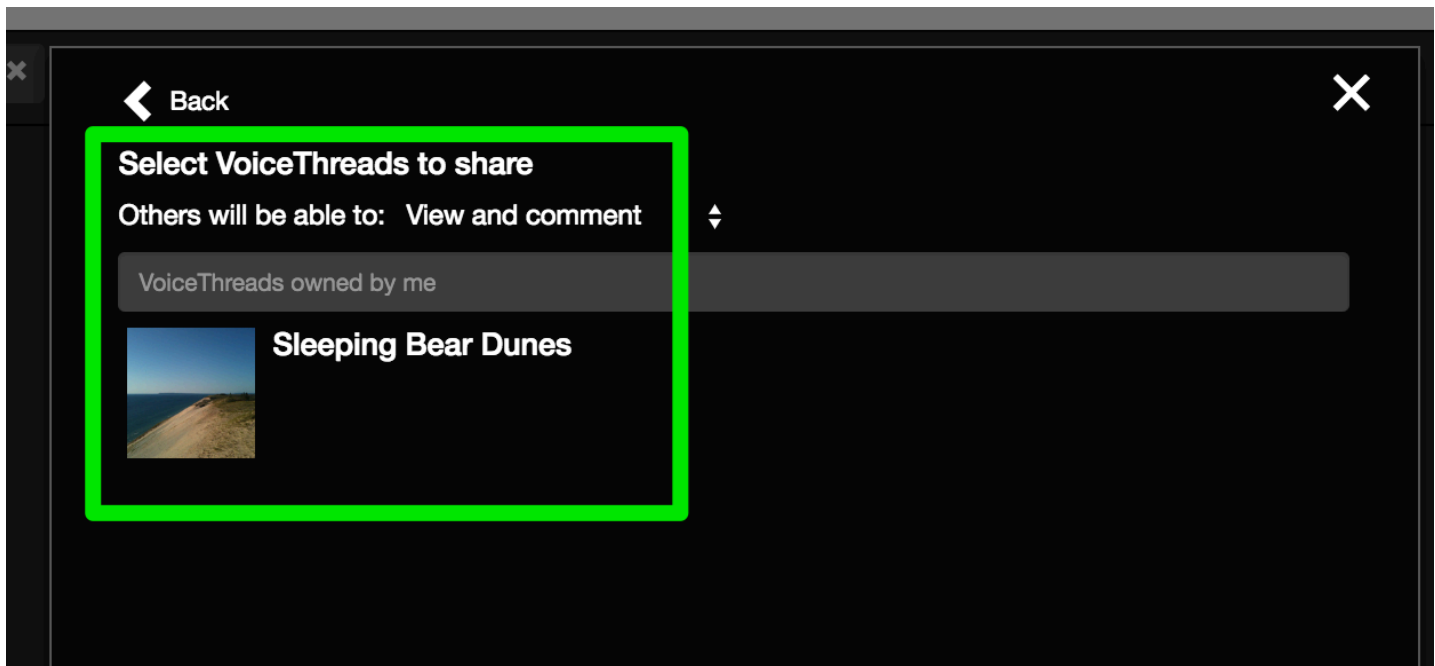 Back
Select VoiceThreads to share
Others will be able to: View and comment
VoiceThreads owned by me
Sleeping Bear Dunes